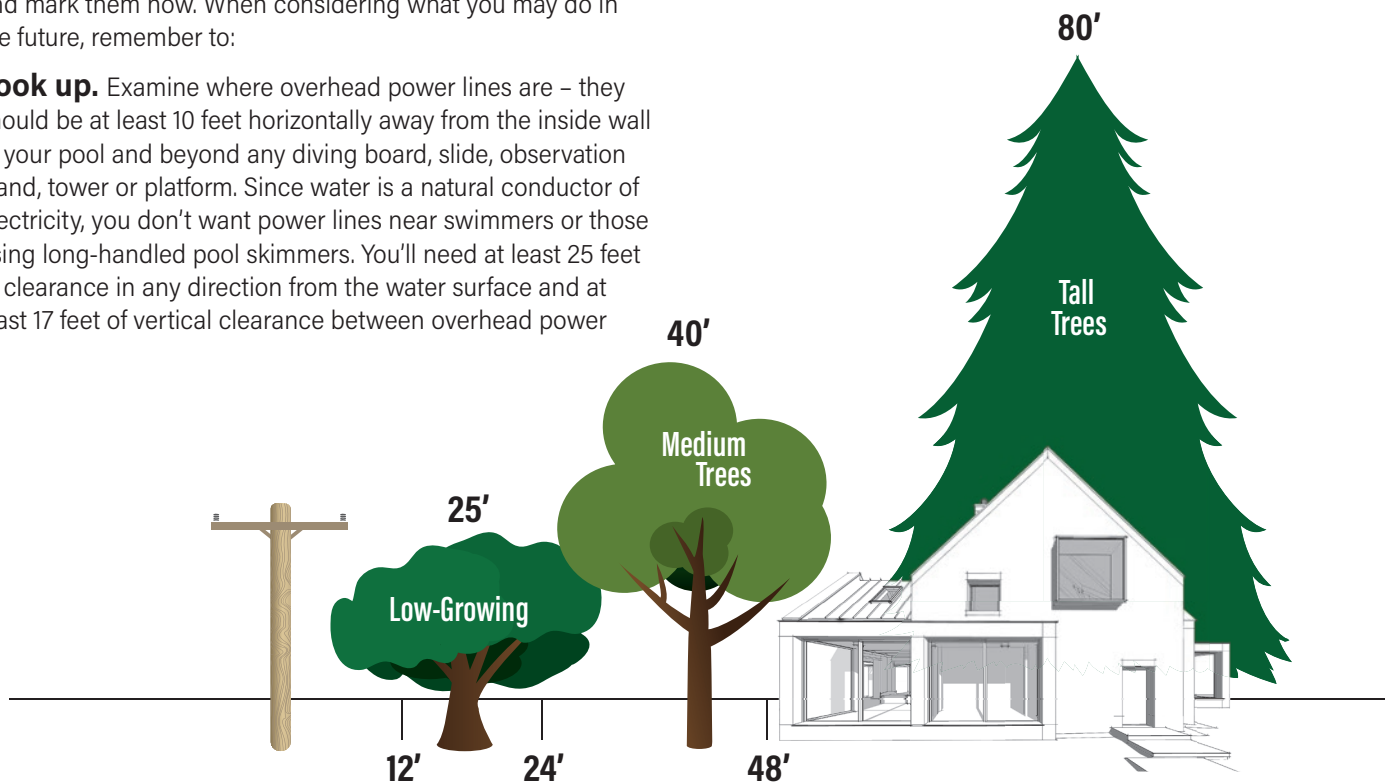 nd mark them now. When considering what you may do in
e future, remember to:
ook up. Examine where overhead power lines are – they
ould be at least 10 feet horizontally away from the inside wall
your pool and beyond any diving board, slide, observation
and, tower or platform. Since water is a natural conductor of
ectricity, you don’t want power lines near swimmers or those
sing long-handled pool skimmers. You’ll need at least 25 feet
clearance in any direction from the water surface and at
ast 17 feet of vertical clearance between overhead power
80’
Tall
Trees
40’
Medium
Trees
25’
Low-Growing
12’ 24’ 48’